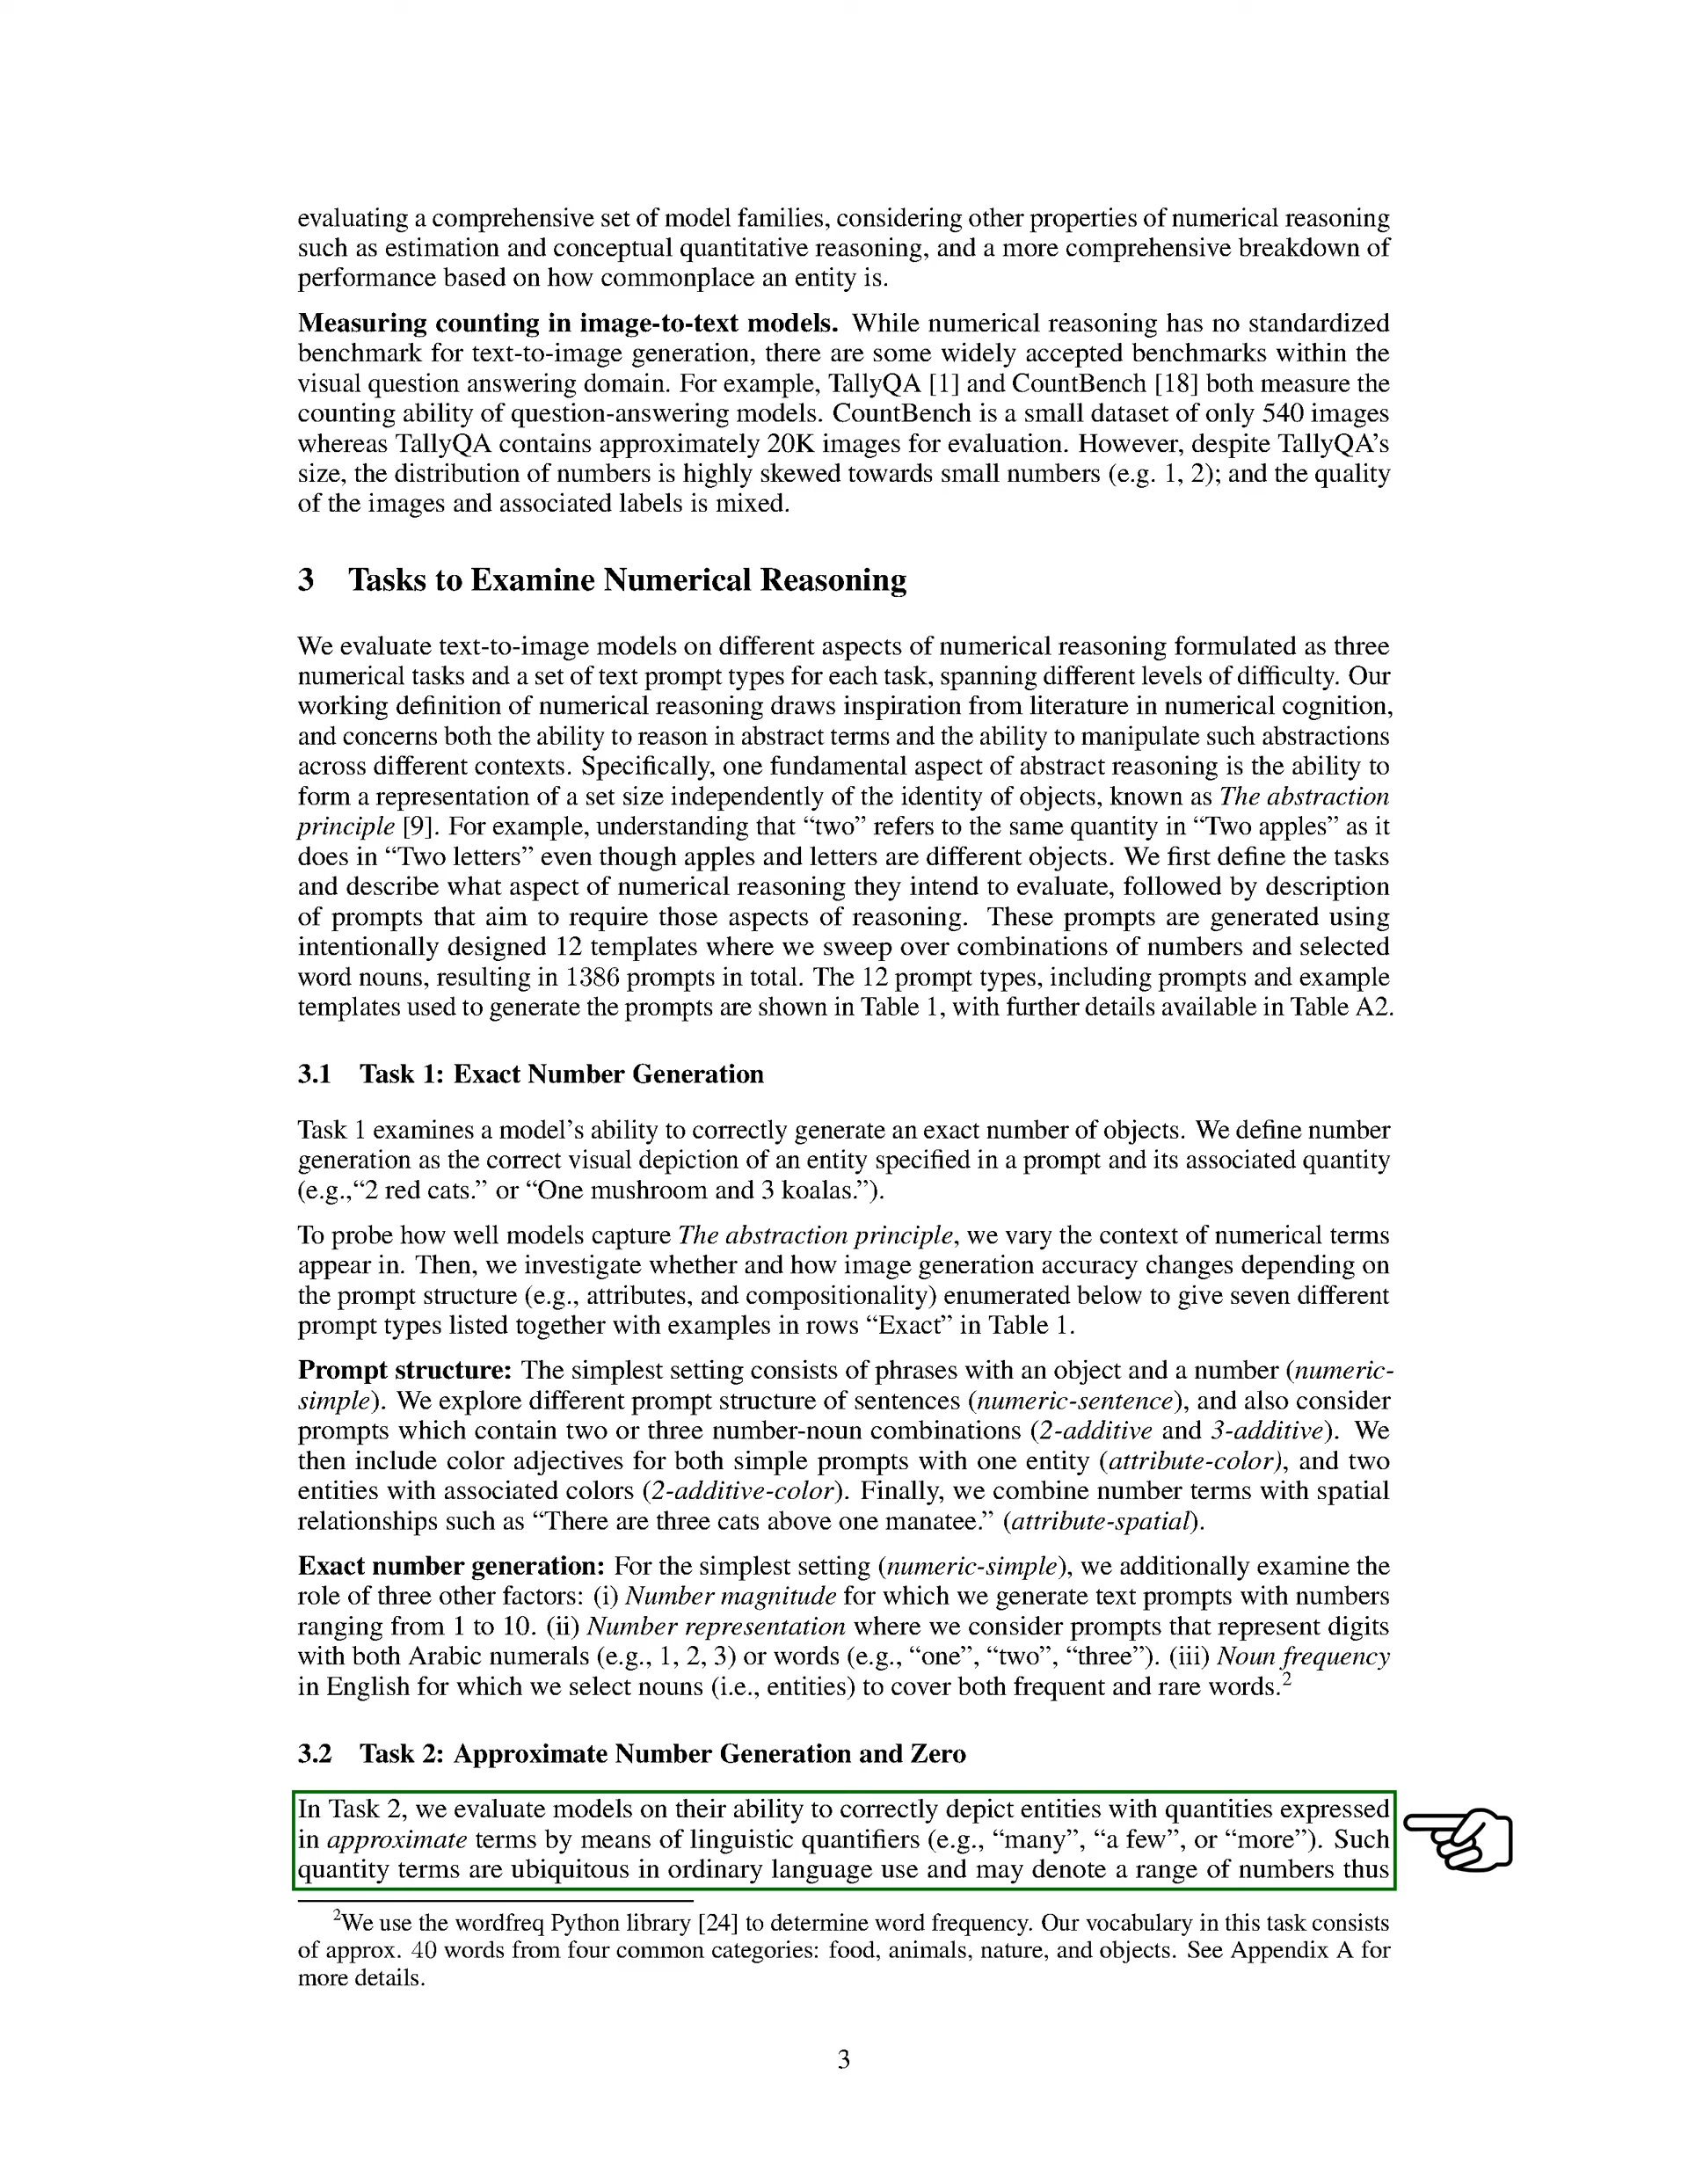 evaluating a comprehensive set of model families, considering other properties of numerical reasoning
such as estimation and conceptual quantitative reasoning, and a more comprehensive breakdown of
performance based on how commonplace an entity is.
Measuring counting in image-to-text models. While numerical reasoning has no standardized
benchmark for text-to-image generation, there are some widely accepted benchmarks within the
visual question answering domain. For example, TallyQA [1] and CountBench [18] both measure the
counting ability of question-answering models. CountBench is a small dataset of only 540 images
whereas TallyQA contains approximately 20K images for evaluation. However, despite TallyQA's
size, the distribution of numbers is highly skewed towards small numbers (e.g. 1, 2); and the quality
of the images and associated labels is mixed.
3 Tasks to Examine Numerical Reasoning
We evaluate text-to-image models on different aspects of numerical reasoning formulated as three
numerical tasks and a set of text prompt types for each task, spanning different levels of difficulty. Our
working definition of numerical reasoning draws inspiration from literature in numerical cognition,
and concerns both the ability to reason in abstract terms and the ability to manipulate such abstractions
across different contexts. Specifically, one fundamental aspect of abstract reasoning is the ability to
form a representation of a set size independently of the identity of objects, known as The abstraction
principle [9]. For example, understanding that “two” refers to the same quantity in “Two apples” as it
does in “Two letters” even though apples and letters are different objects. We first define the tasks
and describe what aspect of numerical reasoning they intend to evaluate, followed by description
of prompts that aim to require those aspects of reasoning. These prompts are generated using
intentionally designed 12 templates where we sweep over combinations of numbers and selected
word nouns, resulting in 1386 prompts in total. The 12 prompt types, including prompts and example
templates used to generate the prompts are shown in Table 1, with further details available in Table A2.
3.1 Task 1: Exact Number Generation
Task 1 examines a model's ability to correctly generate an exact number of objects. We define number
generation as the correct visual depiction of an entity specified in a prompt and its associated quantity
(e.g.,“2 red cats.” or “One mushroom and 3 koalas.”).
To probe how well models capture The abstraction principle, we vary the context of numerical terms
appear in. Then, we investigate whether and how image generation accuracy changes depending on
the prompt structure (e.g., attributes, and compositionality) enumerated below to give seven different
prompt types listed together with examples in rows “Exact” in Table 1.
Prompt structure: The simplest setting consists of phrases with an object and a number (numeric-
simple). We explore different prompt structure of sentences (numeric-sentence), and also consider
prompts which contain two or three number-noun combinations (2-additive and 3-additive). We
then include color adjectives for both simple prompts with one entity (attribute-color), and two
entities with associated colors (2-additive-color). Finally, we combine number terms with spatial
relationships such as “There are three cats above one manatee.” (attribute-spatial).
Exact number generation: For the simplest setting (numeric-simple), we additionally examine the
role of three other factors: (i) Number magnitude for which we generate text prompts with numbers
ranging from 1 to 10. (ii) Number representation where we consider prompts that represent digits
with both Arabic numerals (e.g., 1, 2, 3) or words (e.g., “one”, “two”, “three”). (iii) Noun frequency
in English for which we select nouns (i.e., entities) to cover both frequent and rare words.2
3.2 Task 2: Approximate Number Generation and Zero
In Task 2, we evaluate models on their ability to correctly depict entities with quantities expressed
in approximate terms by means of linguistic quantifiers (e.g., “many”, “a few”, or “more”). Such
quantity terms are ubiquitous in ordinary language use and may denote a range of numbers thus
2We use the wordfreq Python library [24] to determine word frequency. Our vocabulary in this task consists
of approx. 40 words from four common categories: food, animals, nature, and objects. See Appendix A for
more details.
3